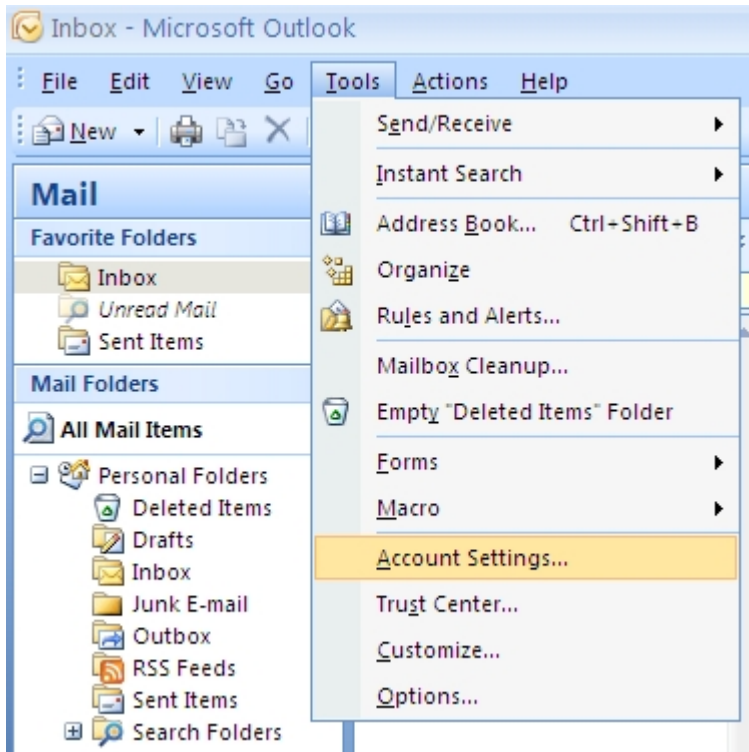 Inbox - Microsoft Outlook
File Edit View Go Tools Actions Help
New
Mail
Favorite Folders
Inbox
Unread Mail
Sent Items
Mail Folders
All Mail Items
Personal Folders
Deleted Items
Drafts
Inbox
Junk E-mail
Outbox
RSS Feeds
Sent Items
Search Folders
Send/Receive
Instant Search
Address Book... Ctrl+Shift+B
Organize
Rules and Alerts...
Mailbox Cleanup...
Empty "Deleted Items" Folder
Forms
Macro
Account Settings...
Trust Center...
Customize...
Options...